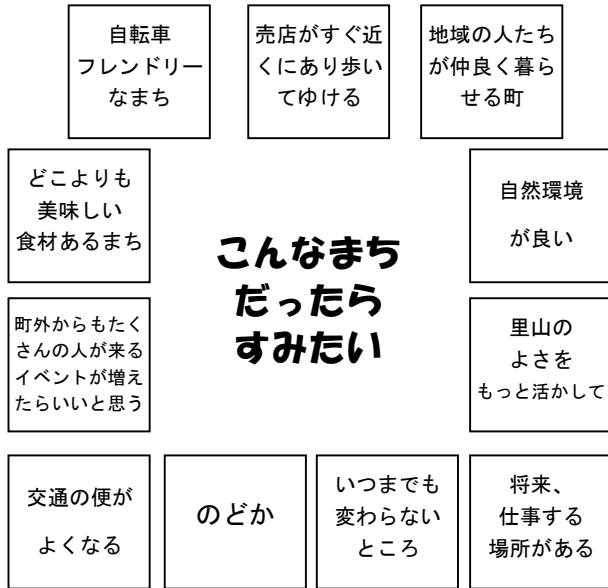 自転車
フレンドリー
なまち
売店がすぐ近
くにあり歩い
てゆける
地域の人たち
が仲良く暮ら
せる町
どこよりも
美味しい
食材あるまち
自然環境
が良い
こんなまち
だったら
すみたい
町外からもたく
さんの人が来る
イベントが増え
たらいいと思う
里山の
よさを
もっと活かして
交通の便が
よくなる
のどか
いつまでも
変わらない
ところ
将来、
仕事する
場所がある